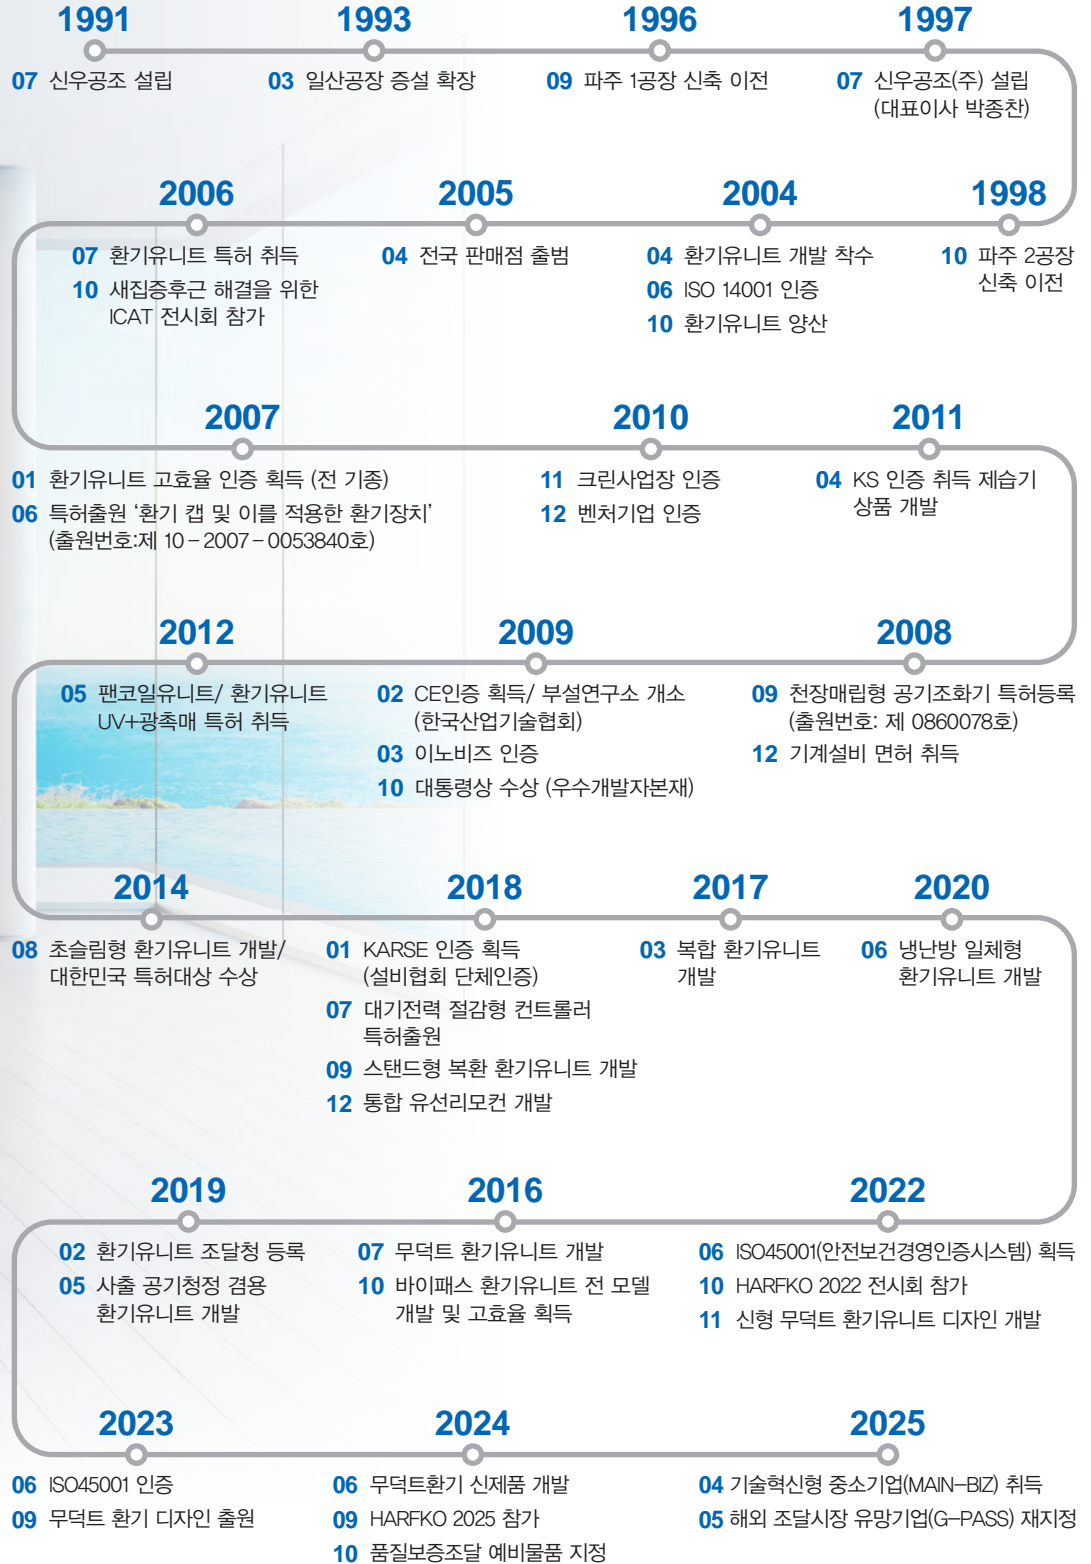 1991
07 신우공조 설립
1993
03 일산공장 증설 확장
1996
09 파주 1공장 신축 이전
1997
07 신우공조(주) 설립
(대표이사 박종찬)
2006
07 환기유니트 특허 취득
10 새집증후근 해결을 위한
ICAT 전시회 참가
2005
04 전국 판매점 출범
2004
04 환기유니트 개발 착수
06 ISO 14001 인증
10 환기유니트 양산
1998
10 파주 2공장
신축 이전
2007
01 환기유니트 고효율 인증 획득 (전 기종)
06 특허출원 ‘환기 캡 및 이를 적용한 환기장치’
(출원번호:제 10-2007-0053840호)
2010
11 크린사업장 인증
12 벤처기업 인증
2011
04 KS 인증 취득 제습기
상품 개발
2012
05 팬코일유니트/ 환기유니트
UV+광촉매 특허 취득
2009
02 CE인증 획득/ 부설연구소 개소
(한국산업기술협회)
03 이노비즈 인증
10 대통령상 수상 (우수개발자본재)
2008
09 천장매립형 공기조화기 특허등록
(출원번호: 제 0860078호)
12 기계설비 면허 취득
2014
08 초슬림형 환기유니트 개발/
대한민국 특허대상 수상
2018
01 KARSE 인증 획득
(설비협회 단체인증)
07 대기전력 절감형 컨트롤러
특허출원
09 스탠드형 복환 환기유니트 개발
12 통합 유선리모컨 개발
2017
03 복합 환기유니트
개발
2020
06 냉난방 일체형
환기유니트 개발
2019
02 환기유니트 조달청 등록
05 사출 공기청정 겸용
환기유니트 개발
2016
07 무덕트 환기유니트 개발
10 바이패스 환기유니트 전 모델
개발 및 고효율 획득
2022
06 ISO45001(안전보건경영인증시스템) 획득
10 HARFKO 2022 전시회 참가
11 신형 무덕트 환기유니트 디자인 개발
2023
06 ISO45001 인증
09 무덕트 환기 디자인 출원
2024
06 무덕트환기 신제품 개발
09 HARFKO 2025 참가
10 품질보증조달 예비물품 지정
2025
04 기술혁신형 중소기업(MAIN-BIZ) 취득
05 해외 조달시장 유망기업(G-PASS) 재지정